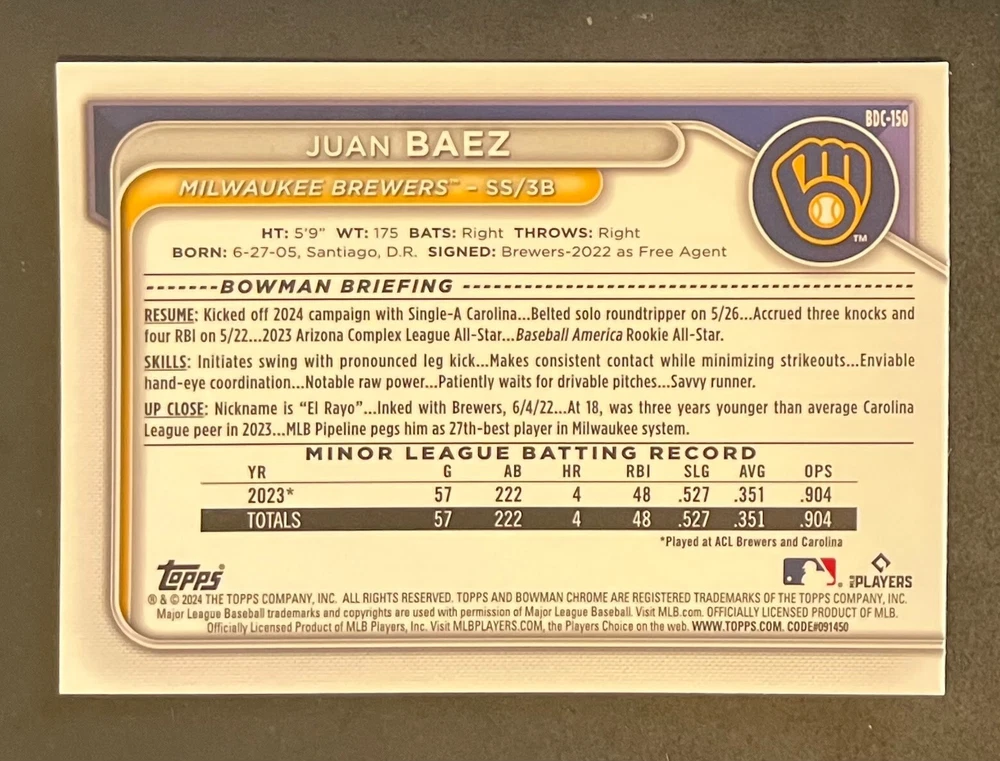 BDC-150
JUAN BAEZ
MILWAUKEE BREWERS™ - SS/3B
TM
HT: 5'9" WT: 175 BATS: Right THROWS: Right
BORN: 6-27-05, Santiago, D.R. SIGNED: Brewers-2022 as Free Agent
-------BOWMAN BRIEFING -------
RESUME: Kicked off 2024 campaign with Single-A Carolina...Belted solo roundtripper on 5/26...Accrued three knocks and
four RBI on 5/22...2023 Arizona Complex League All-Star...Baseball America Rookie All-Star.
SKILLS: Initiates swing with pronounced leg kick...Makes consistent contact while minimizing strikeouts...Enviable
hand-eye coordination...Notable raw power...Patiently waits for drivable pitches...Savvy runner.
UP CLOSE: Nickname is “El Rayo”...Inked with Brewers, 6/4/22...At 18, was three years younger than average Carolina
League peer in 2023...MLB Pipeline pegs him as 27th-best player in Milwaukee system.
MINOR LEAGUE BATTING RECORD
YR G AB HR RBI SLG AVG OPS
2023* 57 222 4 48 .527 .351 .904
TOTALS 57 222 4 48 .527 .351 .904
*Played at ACL Brewers and Carolina
topps®
PLAYERS
® & © 2024 THE TOPPS COMPANY, INC. ALL RIGHTS RESERVED. TOPPS AND BOWMAN CHROME ARE REGISTERED TRADEMARKS OF THE TOPPS COMPANY, INC.
Major League Baseball trademarks and copyrights are used with permission of Major League Baseball. Visit MLB.com. OFFICIALLY LICENSED PRODUCT OF MLB.
Officially Licensed Product of MLB Players, Inc. Visit MLBPLAYERS.COM, the Players Choice on the web. WWW.TOPPS.COM. CODE#091450